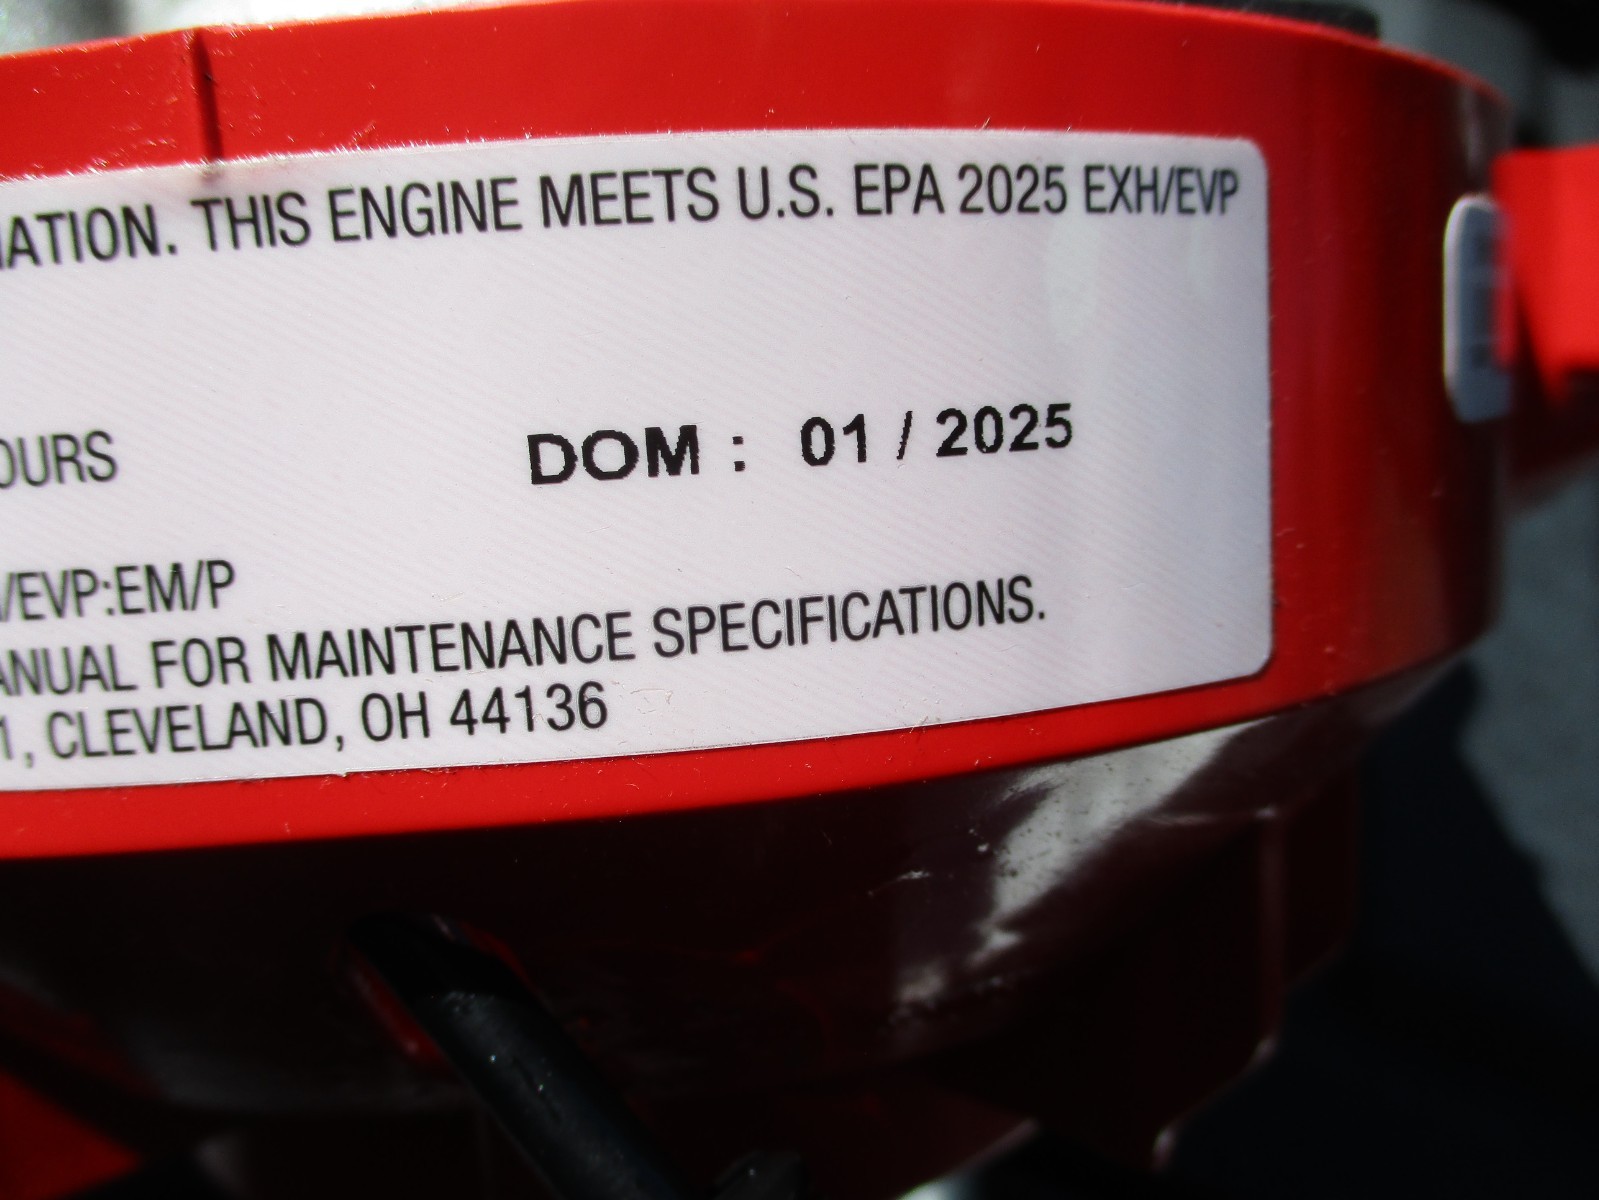 IATION. THIS ENGINE MEETS U.S. EPA 2025 EXH/EVP
OURS
DOM : 01 / 2025
/EVP:EM/P
ANUAL FOR MAINTENANCE SPECIFICATIONS.
1, CLEVELAND, OH 44136